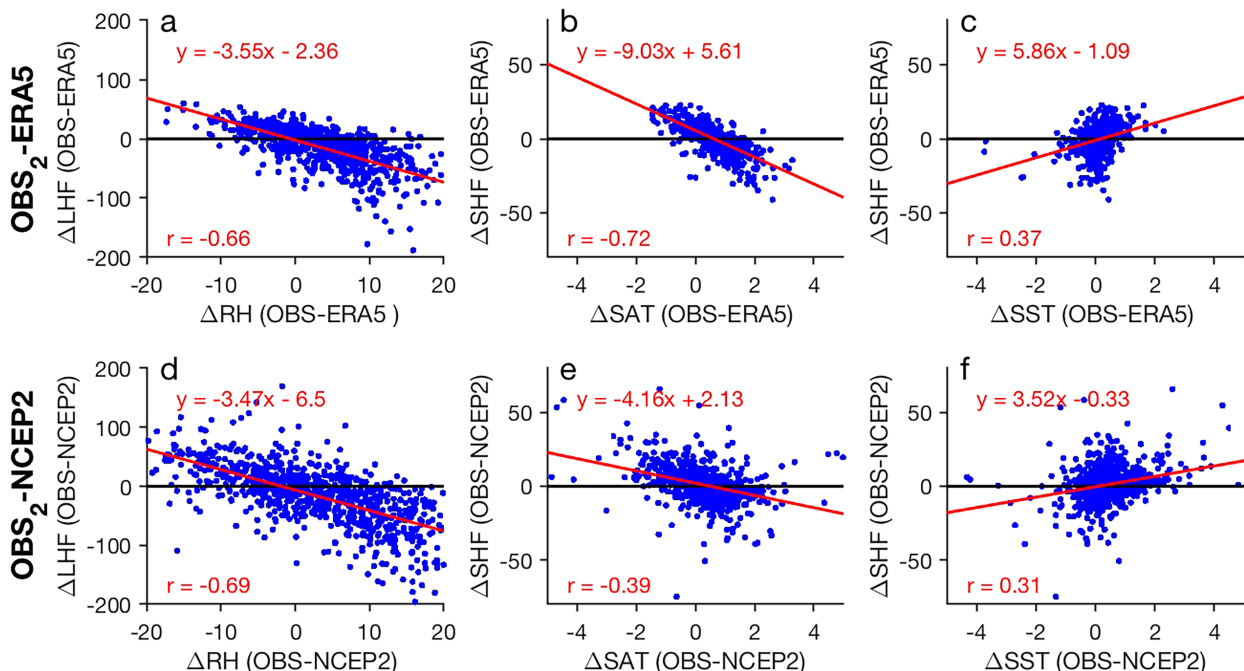 OBS2-ERA5
a
y = -3.55x - 2.36
r = -0.66
ΔLHF (OBS-ERA5)
200
100
0
-100
-200
-20 -10 0 10 20
ΔRH (OBS-ERA5 )
b
y = -9.03x + 5.61
r = -0.72
ΔSHF (OBS-ERA5)
50
0
-50
-4 -2 0 2 4
ΔSAT (OBS-ERA5)
c
y = 5.86x - 1.09
r = 0.37
ΔSHF (OBS-ERA5)
50
0
-50
-4 -2 0 2 4
ΔSST (OBS-ERA5)
OBS2-NCEP2
d
y = -3.47x - 6.5
r = -0.69
ΔLHF (OBS-NCEP2)
200
100
0
-100
-200
-20 -10 0 10 20
ΔRH (OBS-NCEP2)
e
y = -4.16x + 2.13
r = -0.39
ΔSHF (OBS-NCEP2)
50
0
-50
-4 -2 0 2 4
ΔSAT (OBS-NCEP2)
f
y = 3.52x - 0.33
r = 0.31
ΔSHF (OBS-NCEP2)
50
0
-50
-4 -2 0 2 4
ΔSST (OBS-NCEP2)